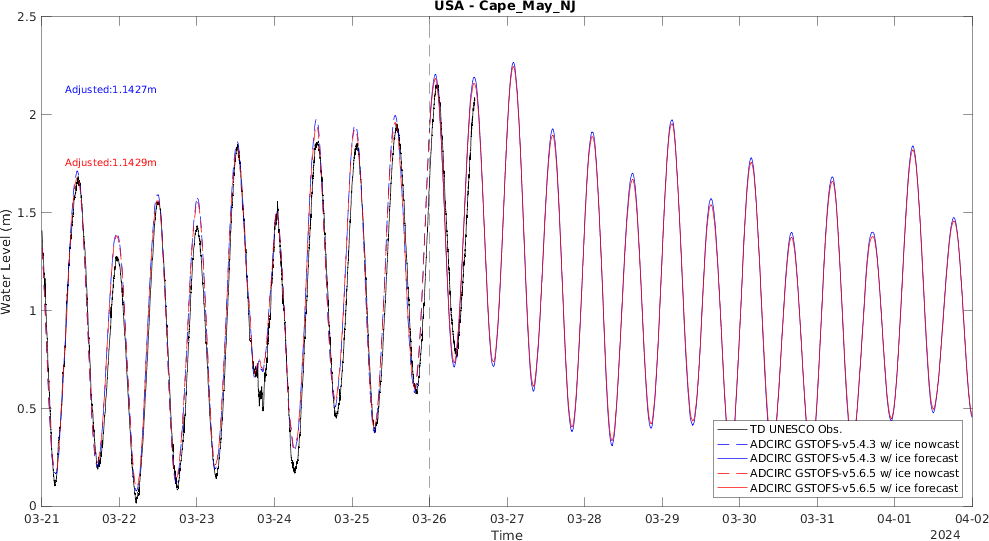 USA - Cape_May_NJ
2.5
2
1.5
1
0.5
0
Water Level (m)
Adjusted:1.1427m
Adjusted:1.1429m
TD UNESCO Obs.
ADCIRC GSTOFS-v5.4.3 w/ ice nowcast
ADCIRC GSTOFS-v5.4.3 w/ ice forecast
ADCIRC GSTOFS-v5.6.5 w/ ice nowcast
ADCIRC GSTOFS-v5.6.5 w/ ice forecast
03-21 03-22 03-23 03-24 03-25 03-26 03-27 03-28 03-29 03-30 03-31 04-01 04-02
Time
2024